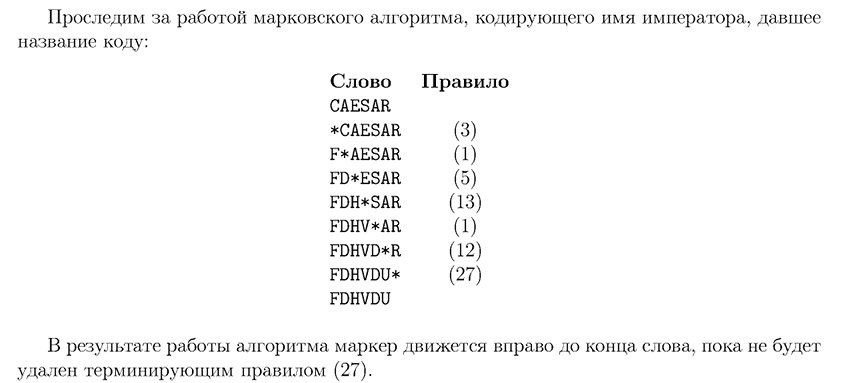 Проследим за работой марковского алгоритма, кодирующего имя императора, давшее
название коду:
Слово Правило
CAESAR
*CAESAR (3)
F*AESAR (1)
FD*ESAR (5)
FDH*SAR (13)
FDHV*AR (1)
FDHVD*R (12)
FDHVDU* (27)
FDHVDU
В результате работы алгоритма маркер движется вправо до конца слова, пока не будет
удален терминирующим правилом (27).